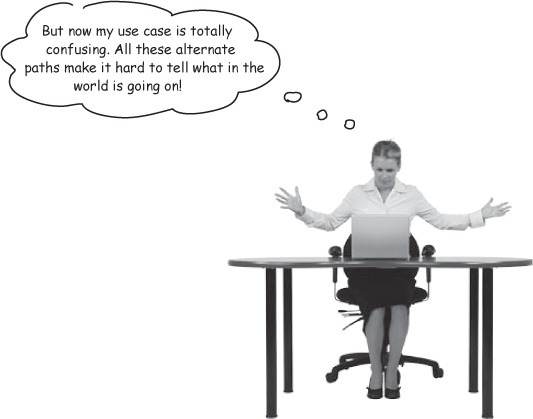 But now my use case is totally
confusing. All these alternate
paths make it hard to tell what in the
world is going on!